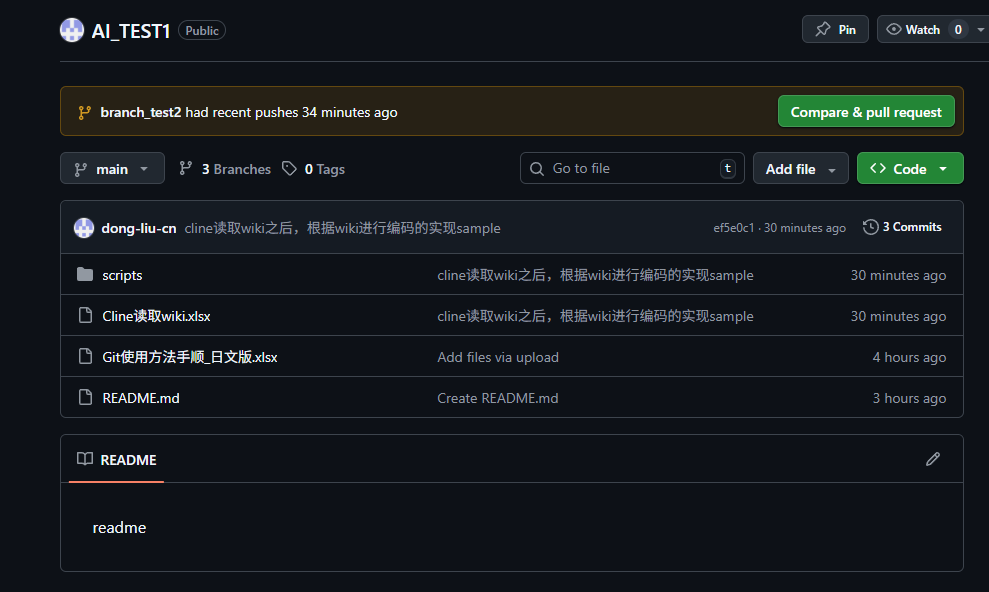 AI_TEST1 Public Pin Watch 0
branch_test2 had recent pushes 34 minutes ago Compare & pull request
main 3 Branches 0 Tags Go to file t Add file Code
dong-liu-cn cline读取wiki之后，根据wiki进行编码的实现sample ef5e0c1 · 30 minutes ago 3 Commits
scripts cline读取wiki之后，根据wiki进行编码的实现sample 30 minutes ago
Cline读取wiki.xlsx cline读取wiki之后，根据wiki进行编码的实现sample 30 minutes ago
Git使用方法手顺_日文版.xlsx Add files via upload 4 hours ago
README.md Create README.md 3 hours ago
README
readme